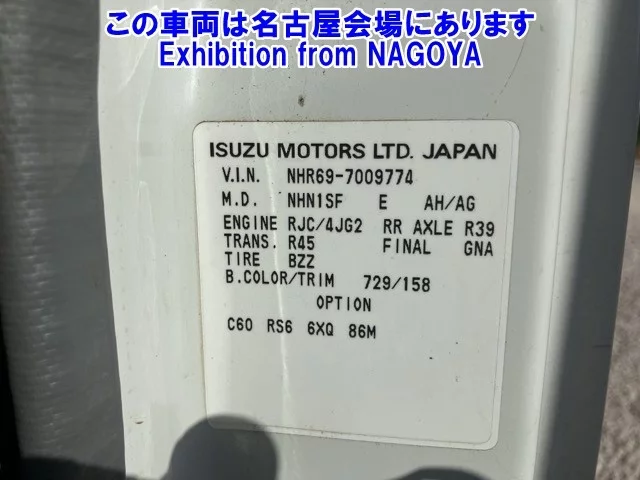 この車両は名古屋会場にあります
Exhibition from NAGOYA
ISUZU MOTORS LTD. JAPAN
V.I.N. NHR69-7009774
M.D. NHN1SF E AH/AG
ENGINE RJC/4JG2 RR AXLE R39
TRANS. R45 FINAL GNA
TIRE BZZ
B.COLOR/TRIM 729/158
OPTION
C60 RS6 6XQ 86M